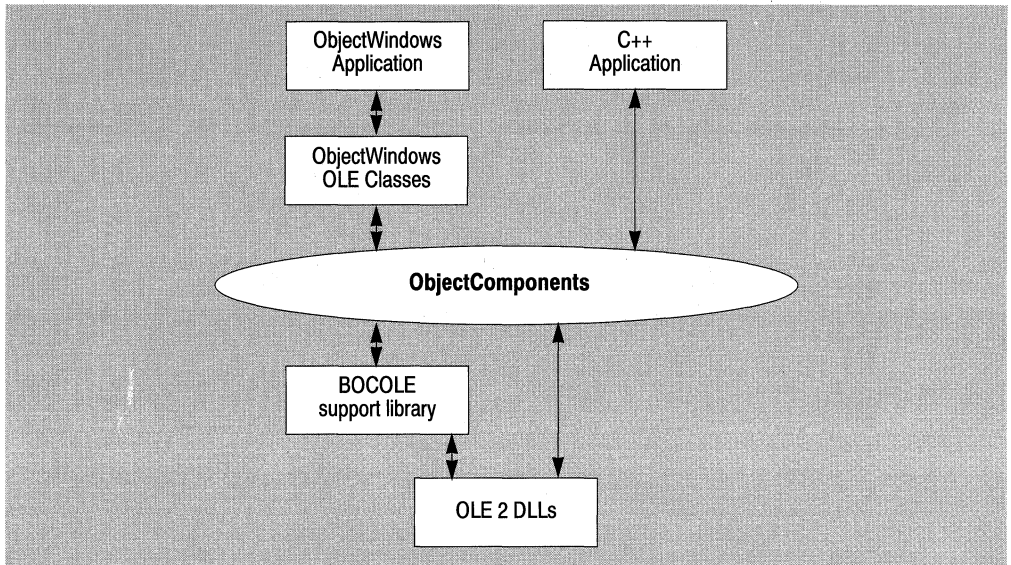 ObjectWindows
Application
C++
Application
ObjectWindows
OLE Classes
ObjectComponents
BOCOLE
support library
OLE 2 DLLs